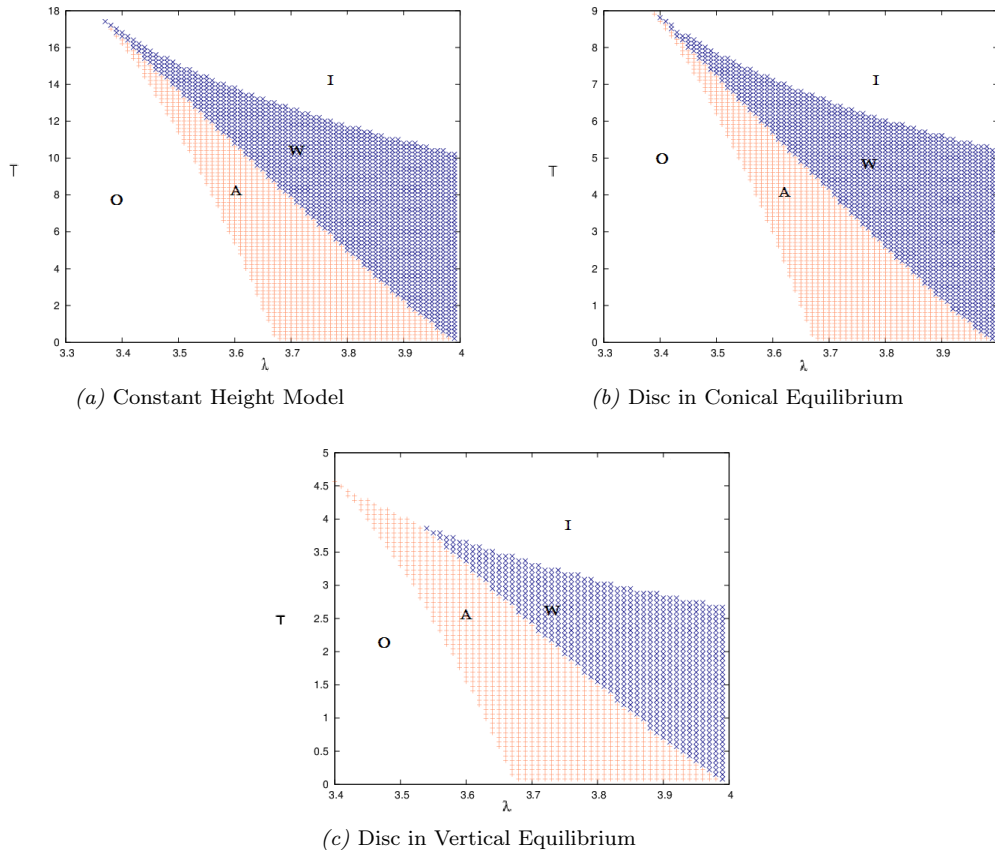 18
16
14
12
10
8
6
4
2
0
T
I
W
A
O
3.3 3.4 3.5 3.6 3.7 3.8 3.9 4
λ
(a) Constant Height Model
9
8
7
6
5
4
3
2
1
0
T
I
O
W
A
3.3 3.4 3.5 3.6 3.7 3.8 3.9
λ
(b) Disc in Conical Equilibrium
5
4.5
4
3.5
3
2.5
2
1.5
1
0.5
0
T
I
A
W
O
3.4 3.5 3.6 3.7 3.8 3.9 4
λ
(c) Disc in Vertical Equilibrium